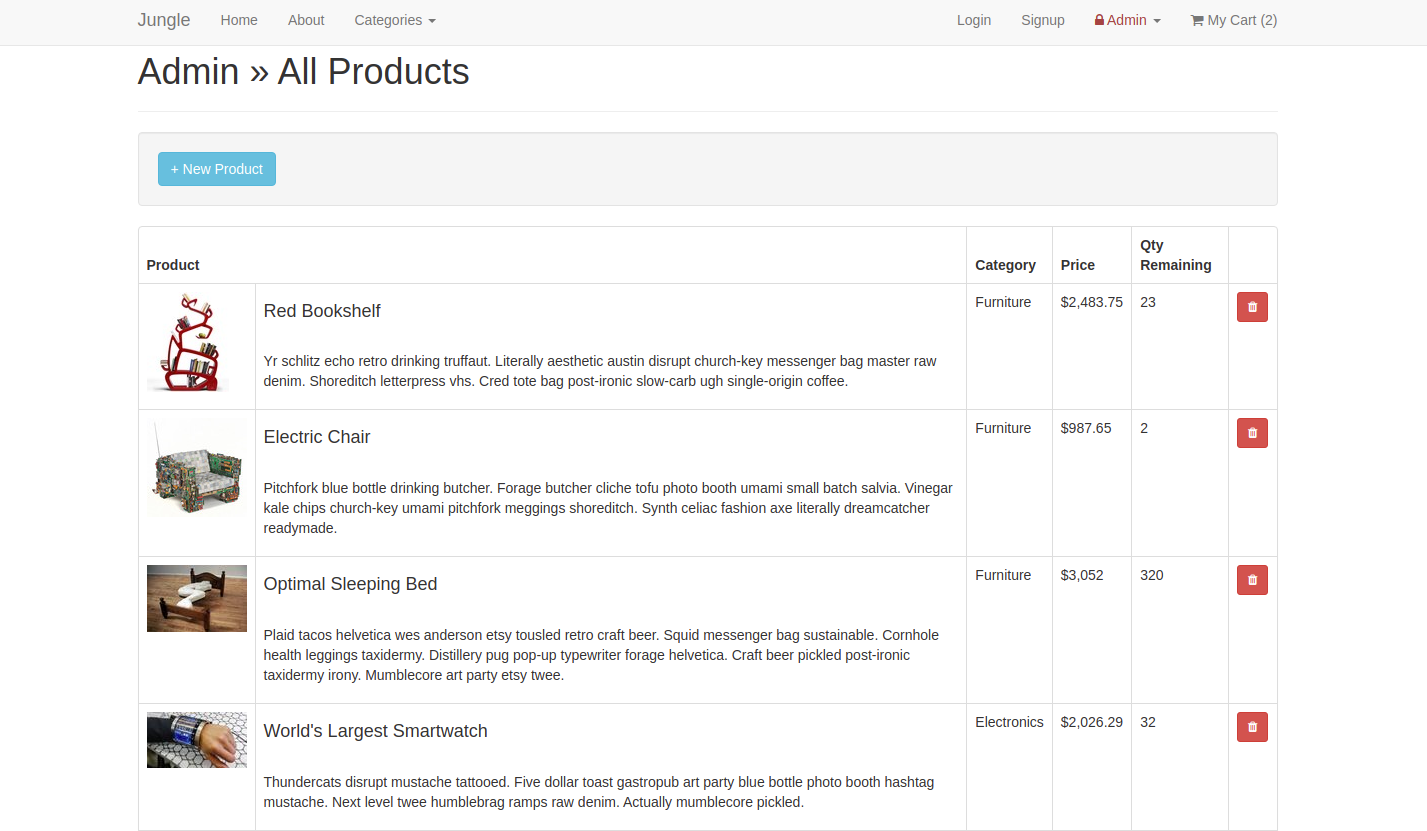 Jungle Home About Categories Login Signup Admin My Cart (2)
Admin » All Products
+ New Product
Product Category Price Qty Remaining
Red Bookshelf Furniture $2,483.75 23
Yr schlitz echo retro drinking truffaut. Literally aesthetic austin disrupt church-key messenger bag master raw
denim. Shoreditch letterpress vhs. Cred tote bag post-ironic slow-carb ugh single-origin coffee.
Electric Chair Furniture $987.65 2
Pitchfork blue bottle drinking butcher. Forage butcher cliche tofu photo booth umami small batch salvia. Vinegar
kale chips church-key umami pitchfork meggings shoreditch. Synth celiac fashion axe literally dreamcatcher
readymade.
Optimal Sleeping Bed Furniture $3,052 320
Plaid tacos helvetica wes anderson etsy tousled retro craft beer. Squid messenger bag sustainable. Cornhole
health leggings taxidermy. Distillery pug pop-up typewriter forage helvetica. Craft beer pickled post-ironic
taxidermy irony. Mumblecore art party etsy twee.
World's Largest Smartwatch Electronics $2,026.29 32
Thundercats disrupt mustache tattooed. Five dollar toast gastropub art party blue bottle photo booth hashtag
mustache. Next level twee humblebrag ramps raw denim. Actually mumblecore pickled.